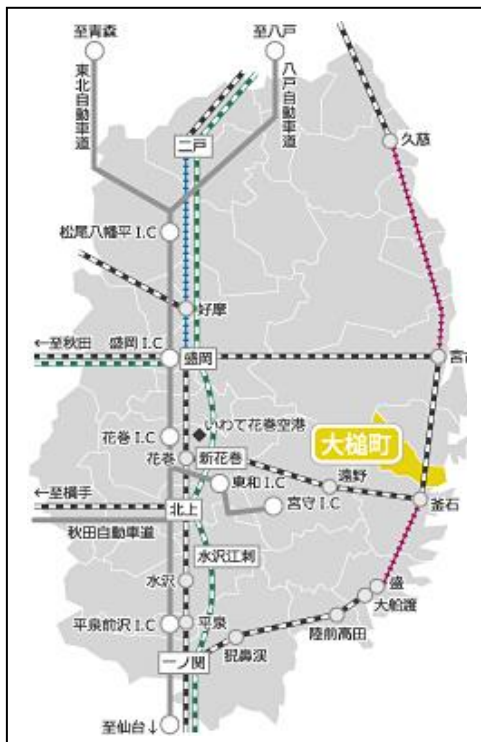 至青森
至八戸
東北自動車道
八戸自動車道
二戸
久慈
松尾八幡平 I.C
好摩
←至秋田
盛岡 I.C
盛岡
宮古
花巻 I.C
いわて花巻空港
大槌町
花巻
新花巻
東和 I.C
遠野
宮守 I.C
釜石
←至横手
北上
秋田自動車道
水沢江刺
水沢
盛
大船渡
平泉前沢 I.C
平泉
陸前高田
猊鼻渓
一ノ関
至仙台↓